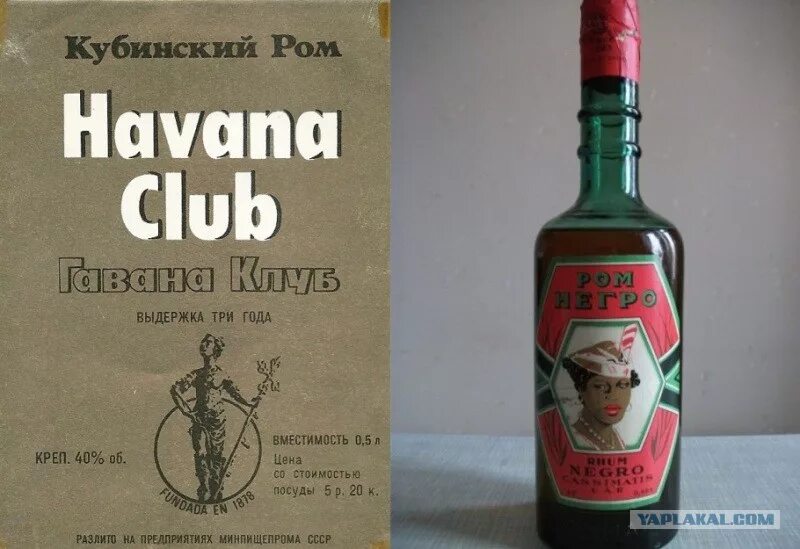 Кубинский Ром
Havana
Club
Гавана Клуб
ВЫДЕРЖКА ТРИ ГОДА
КРЕП. 40% об.
ВМЕСТИМОСТЬ 0,5 л
Цена
со стоимостью
посуды 5 р. 20 к.
FUNDADA EN 1878
РАЗЛИТО НА ПРЕДПРИЯТИЯХ МИНПИЩЕПРОМА СССР
РОМ
НЕГРО
RHUM
NEGRO
CASSIMATIS
U.A.R
YAPLAKAL.COM